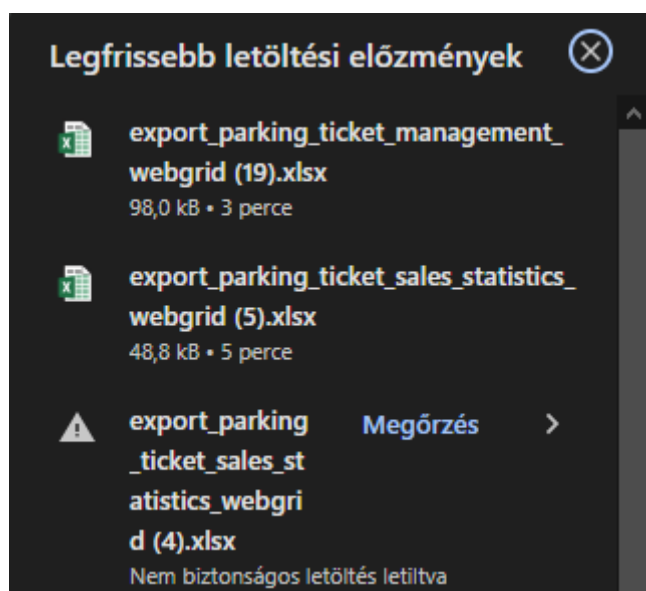 Legfrissebb letöltési előzmények
export_parking_ticket_management_
webgrid (19).xlsx
98,0 kB • 3 perce
export_parking_ticket_sales_statistics_
webgrid (5).xlsx
48,8 kB • 5 perce
export_parking
_ticket_sales_st
atistics_webgri
d (4).xlsx
Megőrzés
Nem biztonságos letöltés letiltva